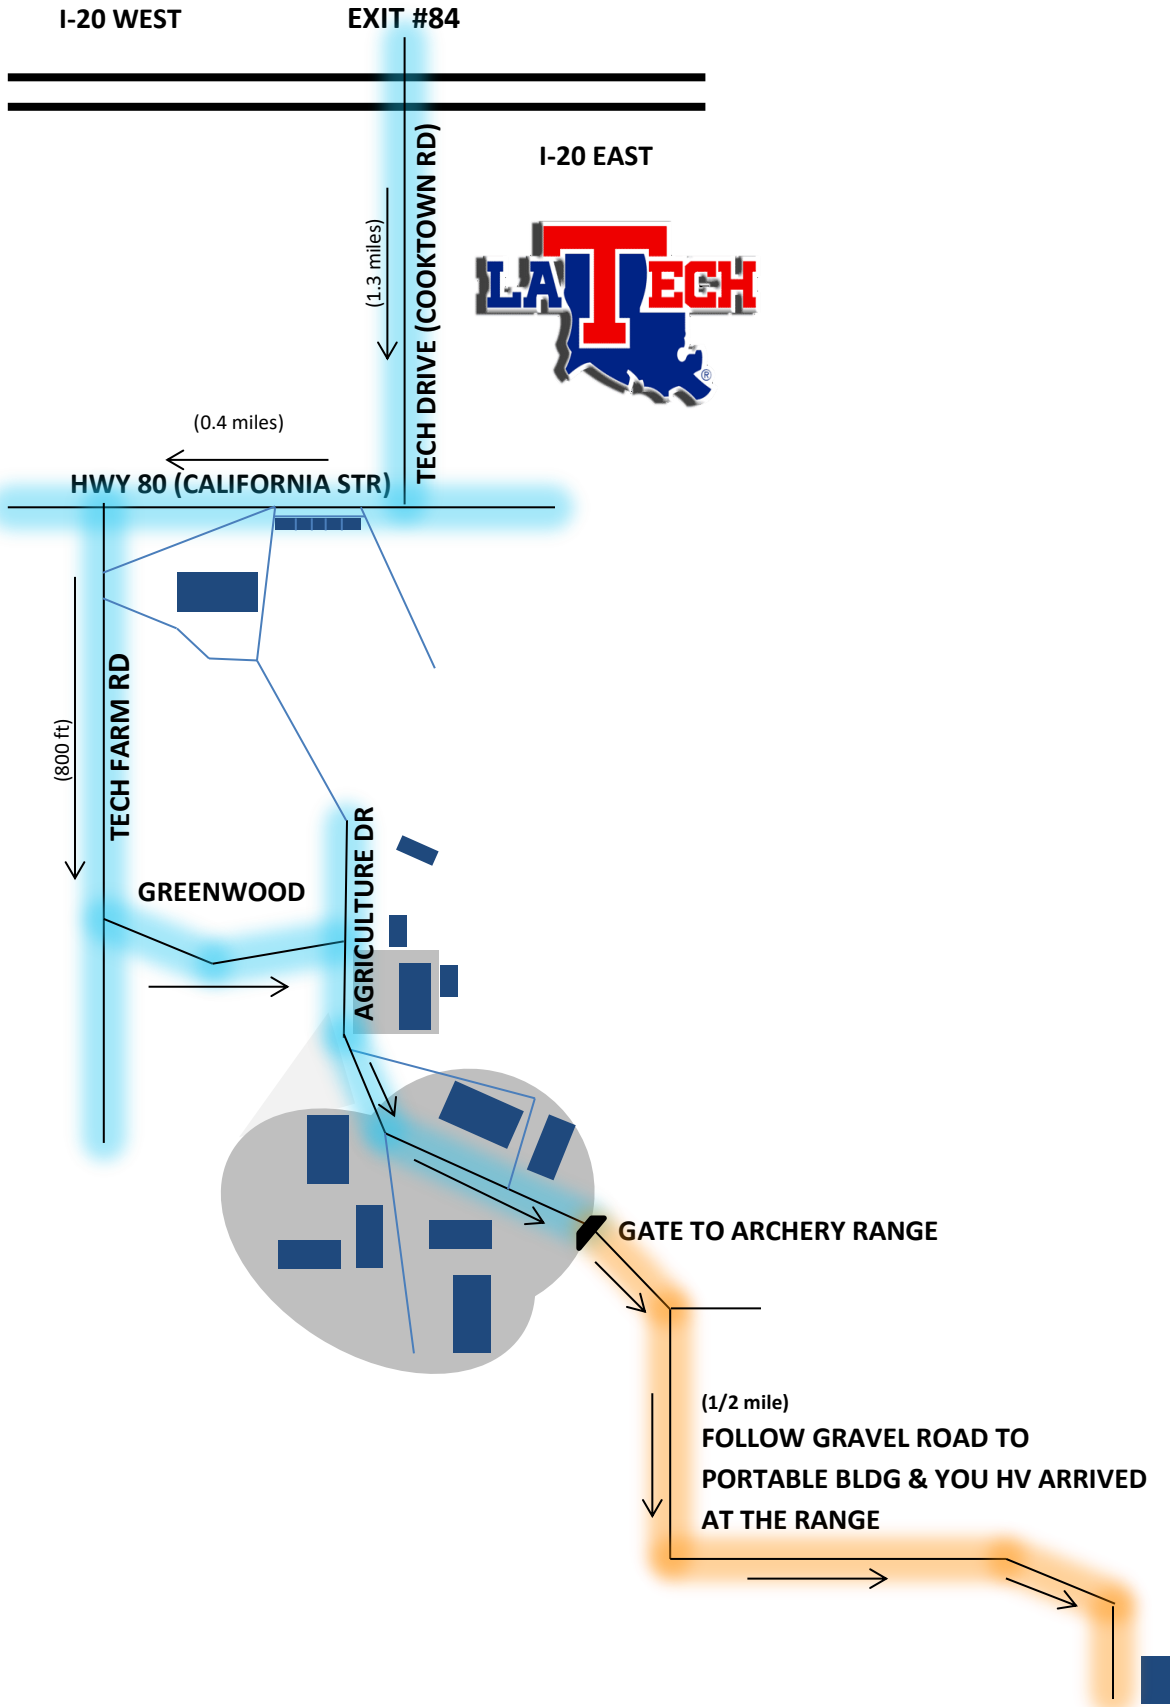 I-20 WEST
EXIT #84
I-20 EAST
TECH DRIVE (COOKTOWN RD)
(1.3 miles)
LA TECH
®
(0.4 miles)
HWY 80 (CALIFORNIA STR)
TECH FARM RD
(800 ft)
AGRICULTURE DR
GREENWOOD
GATE TO ARCHERY RANGE
(1/2 mile)
FOLLOW GRAVEL ROAD TO
PORTABLE BLDG & YOU HV ARRIVED
AT THE RANGE